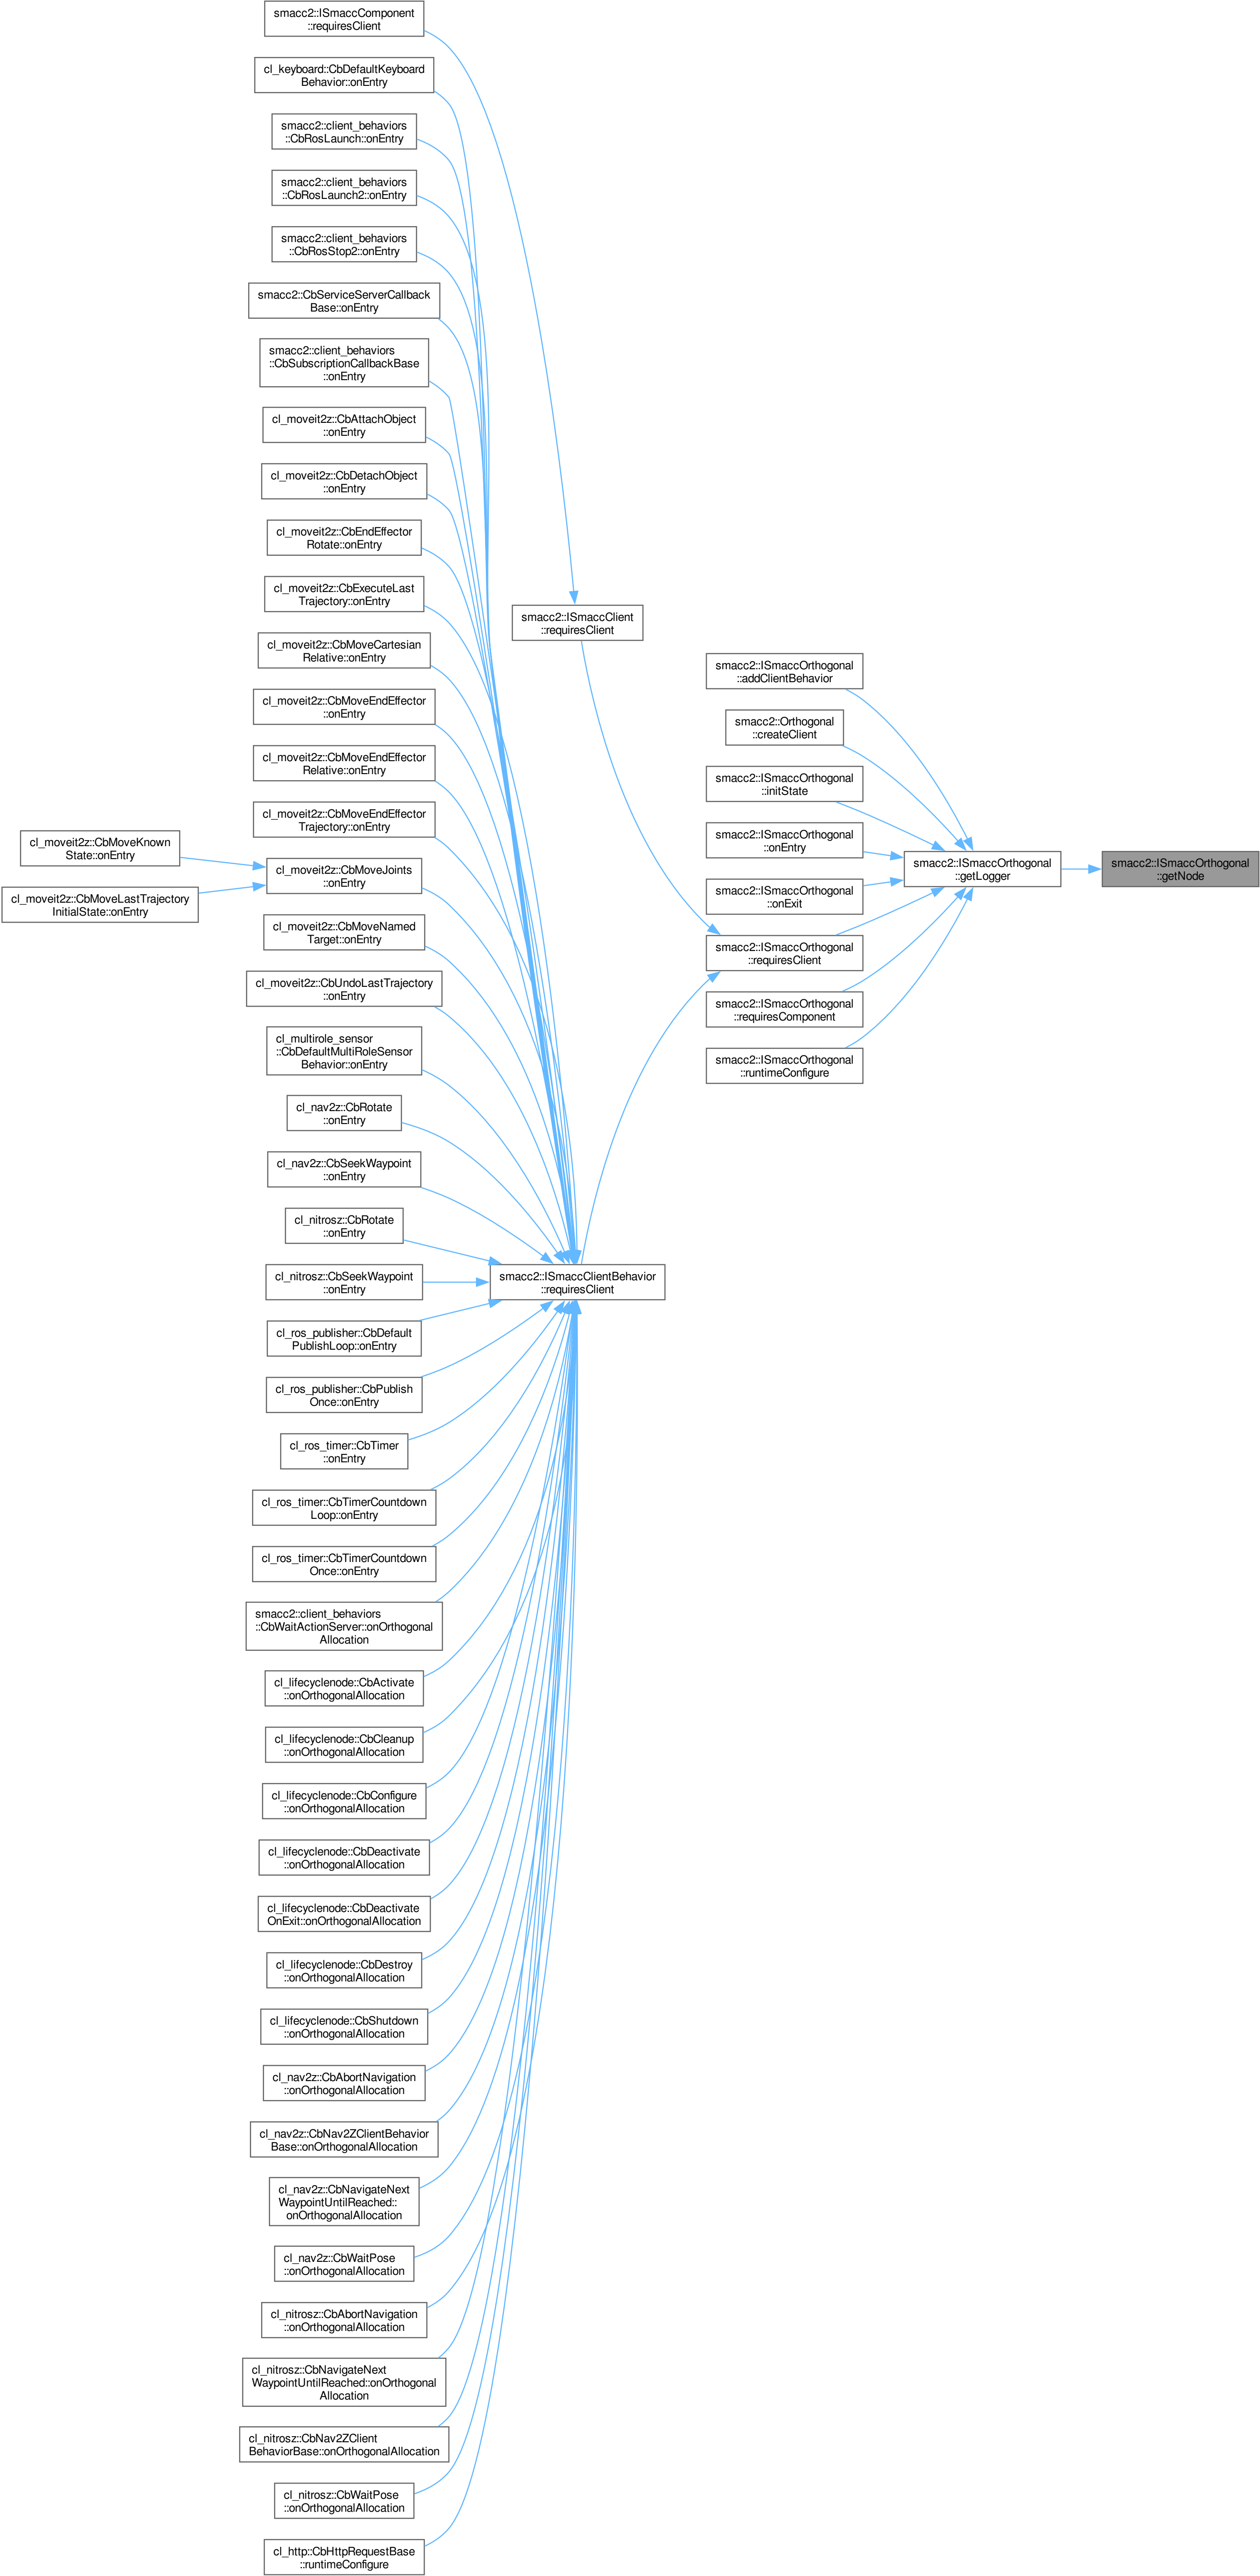 smacc2::ISmaccComponent
::requiresClient
cl_keyboard::CbDefaultKeyboard
Behavior::onEntry
smacc2::client_behaviors
::CbRosLaunch::onEntry
smacc2::client_behaviors
::CbRosLaunch2::onEntry
smacc2::client_behaviors
::CbRosStop2::onEntry
smacc2::CbServiceServerCallback
Base::onEntry
smacc2::client_behaviors
::CbSubscriptionCallbackBase
::onEntry
cl_moveit2z::CbAttachObject
::onEntry
cl_moveit2z::CbDetachObject
::onEntry
cl_moveit2z::CbEndEffector
Rotate::onEntry
cl_moveit2z::CbExecuteLast
Trajectory::onEntry
cl_moveit2z::CbMoveCartesian
Relative::onEntry
cl_moveit2z::CbMoveEndEffector
::onEntry
cl_moveit2z::CbMoveEndEffector
Relative::onEntry
cl_moveit2z::CbMoveEndEffector
Trajectory::onEntry
cl_moveit2z::CbMoveKnown
State::onEntry
cl_moveit2z::CbMoveLastTrajectory
InitialState::onEntry
cl_moveit2z::CbMoveJoints
::onEntry
cl_moveit2z::CbMoveNamed
Target::onEntry
cl_moveit2z::CbUndoLastTrajectory
::onEntry
cl_multirole_sensor
::CbDefaultMultiRoleSensor
Behavior::onEntry
cl_nav2z::CbRotate
::onEntry
cl_nav2z::CbSeekWaypoint
::onEntry
cl_nitrosz::CbRotate
::onEntry
cl_nitrosz::CbSeekWaypoint
::onEntry
cl_ros_publisher::CbDefault
PublishLoop::onEntry
cl_ros_publisher::CbPublish
Once::onEntry
cl_ros_timer::CbTimer
::onEntry
cl_ros_timer::CbTimerCountdown
Loop::onEntry
cl_ros_timer::CbTimerCountdown
Once::onEntry
smacc2::client_behaviors
::CbWaitActionServer::onOrthogonal
Allocation
cl_lifecyclenode::CbActivate
::onOrthogonalAllocation
cl_lifecyclenode::CbCleanup
::onOrthogonalAllocation
cl_lifecyclenode::CbConfigure
::onOrthogonalAllocation
cl_lifecyclenode::CbDeactivate
::onOrthogonalAllocation
cl_lifecyclenode::CbDeactivate
OnExit::onOrthogonalAllocation
cl_lifecyclenode::CbDestroy
::onOrthogonalAllocation
cl_lifecyclenode::CbShutdown
::onOrthogonalAllocation
cl_nav2z::CbAbortNavigation
::onOrthogonalAllocation
cl_nav2z::CbNav2ZClientBehavior
Base::onOrthogonalAllocation
cl_nav2z::CbNavigateNext
WaypointUntilReached::
onOrthogonalAllocation
cl_nav2z::CbWaitPose
::onOrthogonalAllocation
cl_nitrosz::CbAbortNavigation
::onOrthogonalAllocation
cl_nitrosz::CbNavigateNext
WaypointUntilReached::onOrthogonal
Allocation
cl_nitrosz::CbNav2ZClient
BehaviorBase::onOrthogonalAllocation
cl_nitrosz::CbWaitPose
::onOrthogonalAllocation
cl_http::CbHttpRequestBase
::runtimeConfigure
smacc2::ISmaccClient
::requiresClient
smacc2::ISmaccClientBehavior
::requiresClient
smacc2::ISmaccOrthogonal
::addClientBehavior
smacc2::Orthogonal
::createClient
smacc2::ISmaccOrthogonal
::initState
smacc2::ISmaccOrthogonal
::onEntry
smacc2::ISmaccOrthogonal
::onExit
smacc2::ISmaccOrthogonal
::requiresClient
smacc2::ISmaccOrthogonal
::requiresComponent
smacc2::ISmaccOrthogonal
::runtimeConfigure
smacc2::ISmaccOrthogonal
::getLogger
smacc2::ISmaccOrthogonal
::getNode